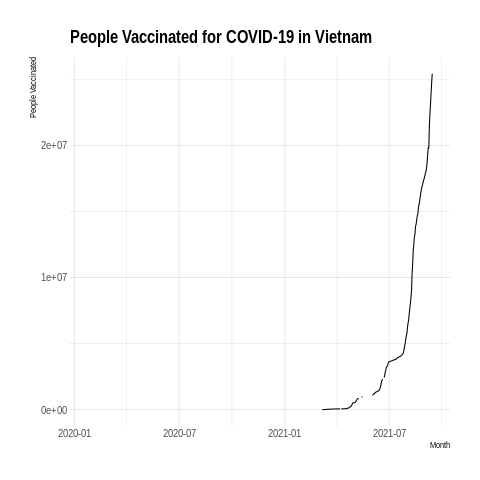 People Vaccinated for COVID-19 in Vietnam
People Vaccinated
2e+07
1e+07
0e+00
2020-01 2020-07 2021-01 2021-07
Month